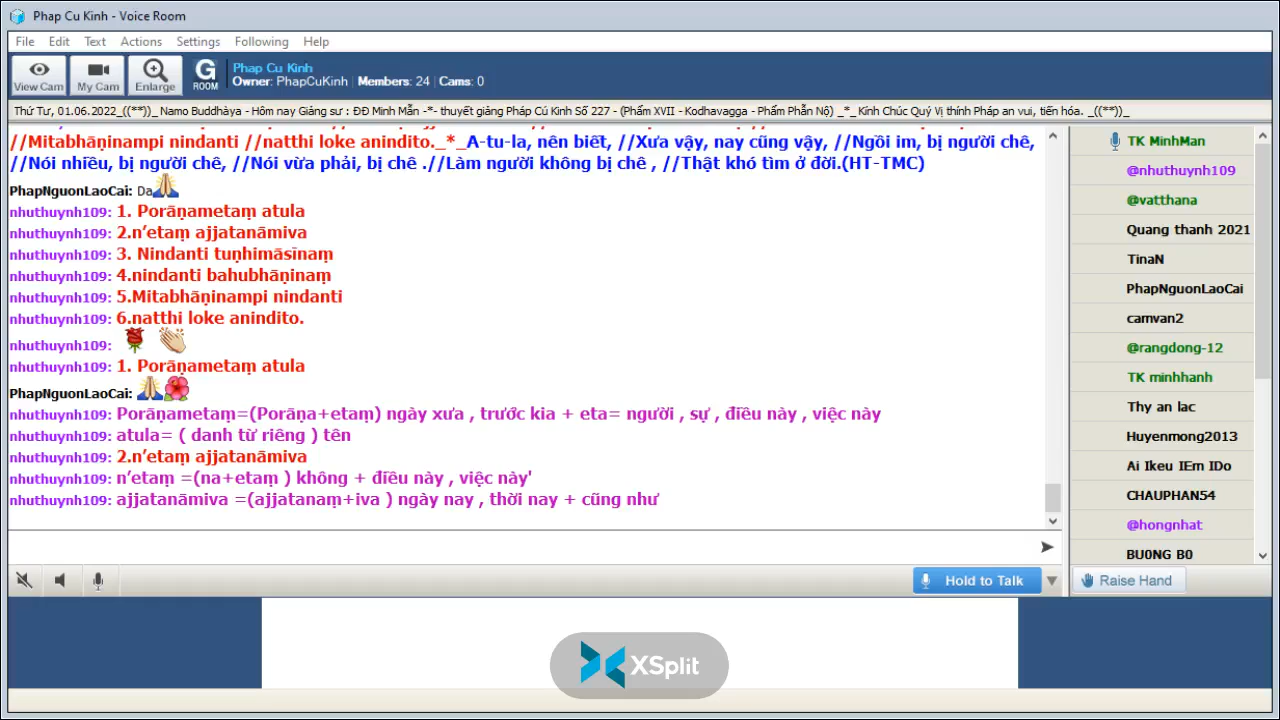 Phap Cu Kinh - Voice Room
File Edit Text Actions Settings Following Help
View Cam My Cam Enlarge G ROOM
Phap Cu Kinh
Owner: PhapCuKinh | Members: 24 | Cams: 0
Thứ Tư, 01.06.2022_((**))_ Namo Buddhàya - Hôm nay Giảng sư : ĐĐ Minh Mẫn -*- thuyết giảng Pháp Cú Kinh Số 227 - (Phẩm XVII - Kodhavagga - Phẩm Phẫn Nộ) _*_ Kính Chúc Quý Vị thính Pháp an vui, tiến hóa. _((**))_
//Mitabhāṇinampi nindanti //natthi loke anindito._*_A-tu-la, nên biết, //Xưa vậy, nay cũng vậy, //Ngồi im, bị người chê,
//Nói nhiều, bị người chê, //Nói vừa phải, bị chê .//Làm người không bị chê , //Thật khó tìm ở đời.(HT-TMC)
PhapNguonLaoCai: Da
nhuthuynh109: 1. Porāṇametaṃ atula
nhuthuynh109: 2.n’etaṃ ajjatanāmiva
nhuthuynh109: 3. Nindanti tuṇhimāsīnaṃ
nhuthuynh109: 4.nindanti bahubhāṇinaṃ
nhuthuynh109: 5.Mitabhāṇinampi nindanti
nhuthuynh109: 6.natthi loke anindito.
nhuthuynh109:
nhuthuynh109: 1. Porāṇametaṃ atula
PhapNguonLaoCai:
nhuthuynh109: Porāṇametaṃ=(Porāṇa+etaṃ) ngày xưa , trước kia + eta= người , sự , điều này , việc này
nhuthuynh109: atula= ( danh từ riêng ) tên
nhuthuynh109: 2.n’etaṃ ajjatanāmiva
nhuthuynh109: n’etaṃ =(na+etaṃ ) không + điều này , việc này'
nhuthuynh109: ajjatanāmiva =(ajjatanaṃ+iva ) ngày nay , thời nay + cũng như
TK MinhMan
@nhuthuynh109
@vatthana
Quang thanh 2021
TinaN
PhapNguonLaoCai
camvan2
@rangdong-12
TK minhhanh
Thy an lac
Huyenmong2013
Ai Ikeu IEm IDo
CHAUPHAN54
@hongnhat
BU0NG B0
Hold to Talk
Raise Hand
XSplit